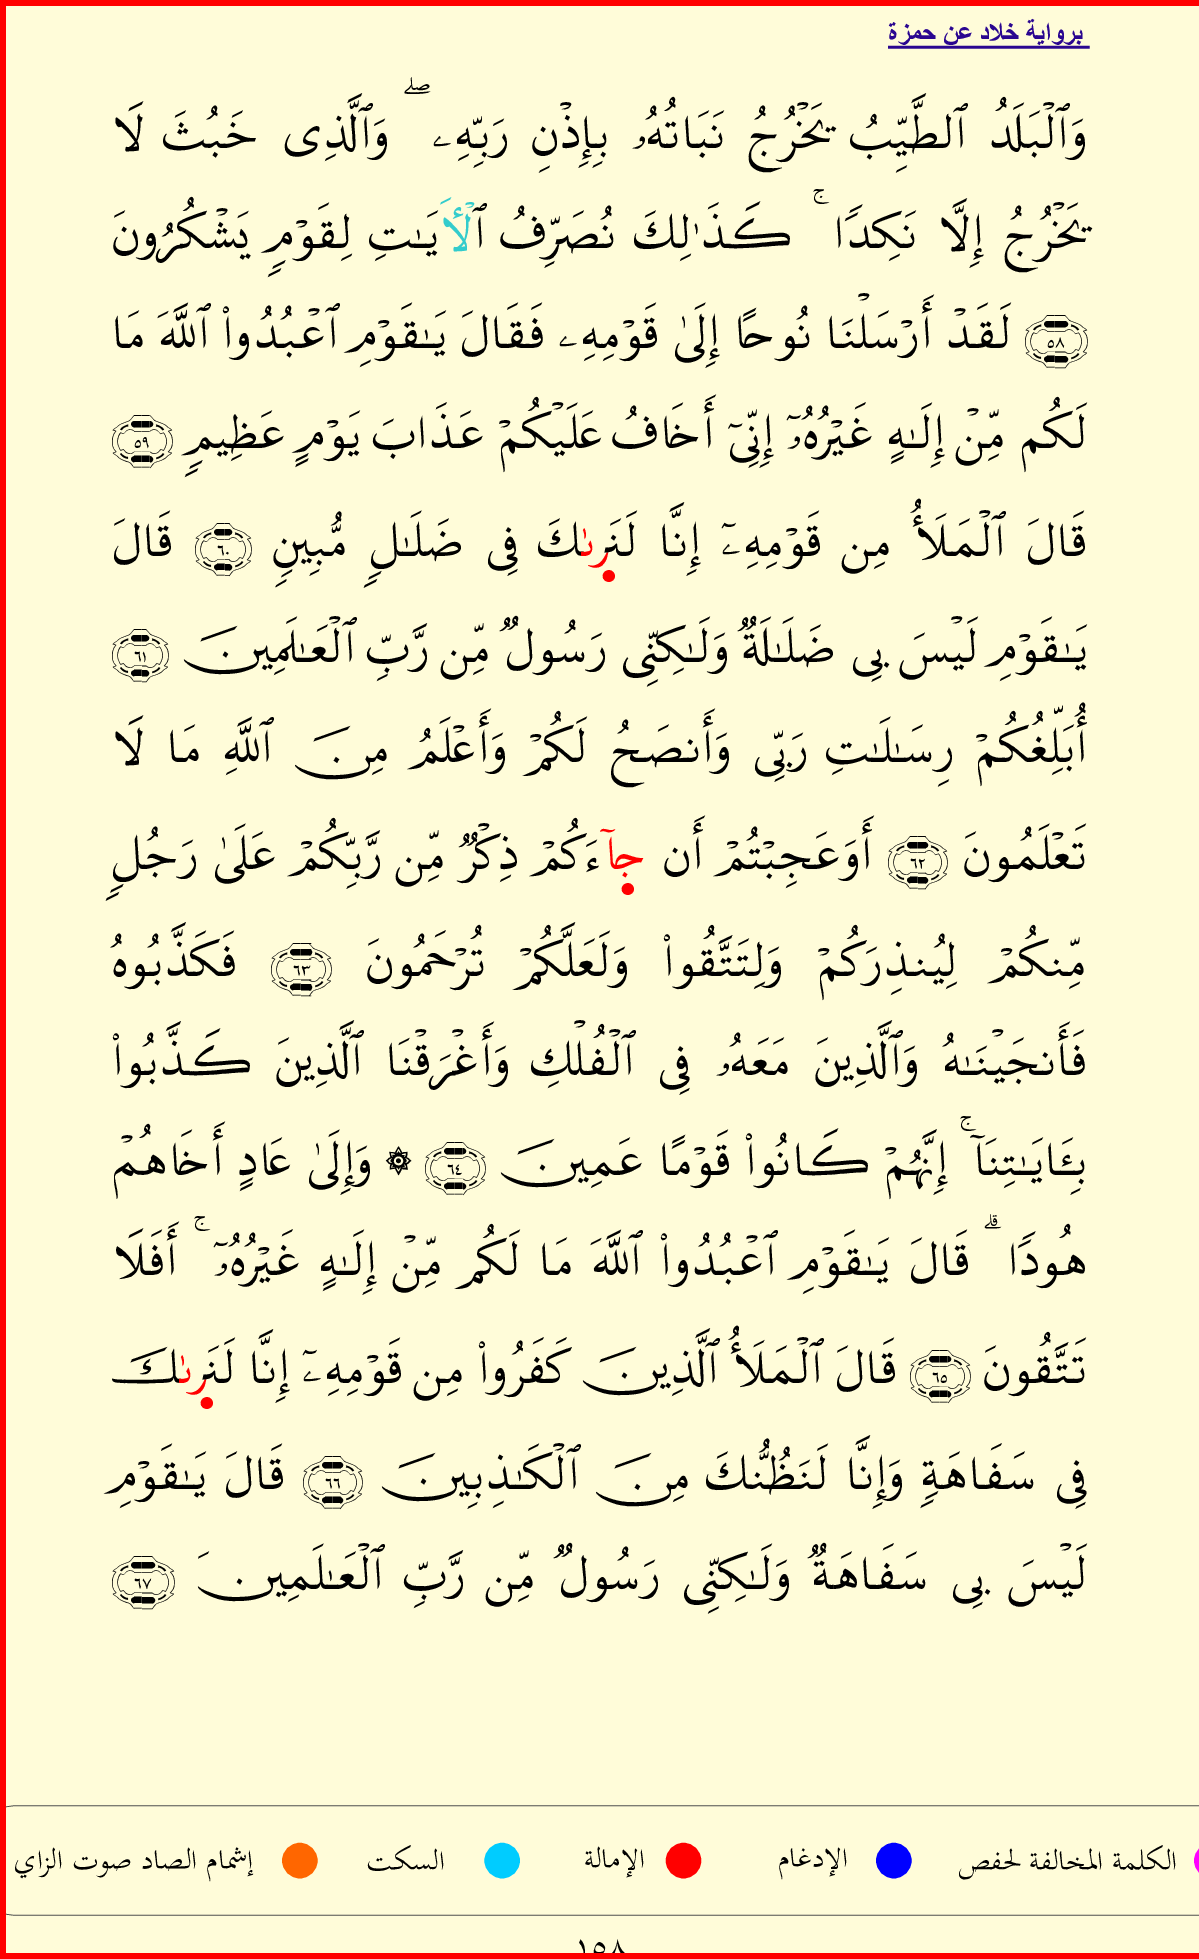 برواية خلاد عن حمزة
وَٱلْبَلَدُ ٱلطَّيِّبُ يَخْرُجُ نَبَاتُهُۥ بِإِذْنِ رَبِّهِۦ ۖ وَٱلَّذِى خَبُثَ لَا
يَخْرُجُ إِلَّا نَكِدًا ۚ كَذَٰلِكَ نُصَرِّفُ ٱلْأَيَـٰتِ لِقَوْمٍ يَشْكُرُونَ
٥٨ لَقَدْ أَرْسَلْنَا نُوحًا إِلَىٰ قَوْمِهِۦ فَقَالَ يَـٰقَوْمِ ٱعْبُدُوا۟ ٱللَّهَ مَا
لَكُم مِّنْ إِلَـٰهٍ غَيْرُهُۥٓ إِنِّىٓ أَخَافُ عَلَيْكُمْ عَذَابَ يَوْمٍ عَظِيمٍ ٥٩
قَالَ ٱلْمَلَأُ مِن قَوْمِهِۦٓ إِنَّا لَنَرىٰكَ فِى ضَلَـٰلٍ مُّبِينٍ ٦٠ قَالَ
يَـٰقَوْمِ لَيْسَ بِى ضَلَـٰلَةٌ وَلَـٰكِنِّى رَسُولٌ مِّن رَّبِّ ٱلْعَـٰلَمِينَ ٦١
أُبَلِّغُكُمْ رِسَـٰلَـٰتِ رَبِّى وَأَنصَحُ لَكُمْ وَأَعْلَمُ مِنَ ٱللَّهِ مَا لَا
تَعْلَمُونَ ٦٢ أَوَعَجِبْتُمْ أَن جآءَكُمْ ذِكْرٌ مِّن رَّبِّكُمْ عَلَىٰ رَجُلٍ
مِّنكُمْ لِيُنذِرَكُمْ وَلِتَتَّقُوا۟ وَلَعَلَّكُمْ تُرْحَمُونَ ٦٣ فَكَذَّبُوهُ
فَأَنجَيْنَـٰهُ وَٱلَّذِينَ مَعَهُۥ فِى ٱلْفُلْكِ وَأَغْرَقْنَا ٱلَّذِينَ كَذَّبُوا۟
بِـَٔايَـٰتِنَآ ۚ إِنَّهُمْ كَانُوا۟ قَوْمًا عَمِينَ ٦٤ ۞ وَإِلَىٰ عَادٍ أَخَاهُمْ
هُودًا ۗ قَالَ يَـٰقَوْمِ ٱعْبُدُوا۟ ٱللَّهَ مَا لَكُم مِّنْ إِلَـٰهٍ غَيْرُهُۥٓ ۚ أَفَلَا
تَتَّقُونَ ٦٥ قَالَ ٱلْمَلَأُ ٱلَّذِينَ كَفَرُوا۟ مِن قَوْمِهِۦٓ إِنَّا لَنَرىٰكَ
فِى سَفَاهَةٍ وَإِنَّا لَنَظُنُّكَ مِنَ ٱلْكَـٰذِبِينَ ٦٦ قَالَ يَـٰقَوْمِ
لَيْسَ بِى سَفَاهَةٌ وَلَـٰكِنِّى رَسُولٌ مِّن رَّبِّ ٱلْعَـٰلَمِينَ ٦٧
الكلمة المخالفة لحفص الإدغام الإمالة السكت إشمام الصاد صوت الزاي
١٥٨